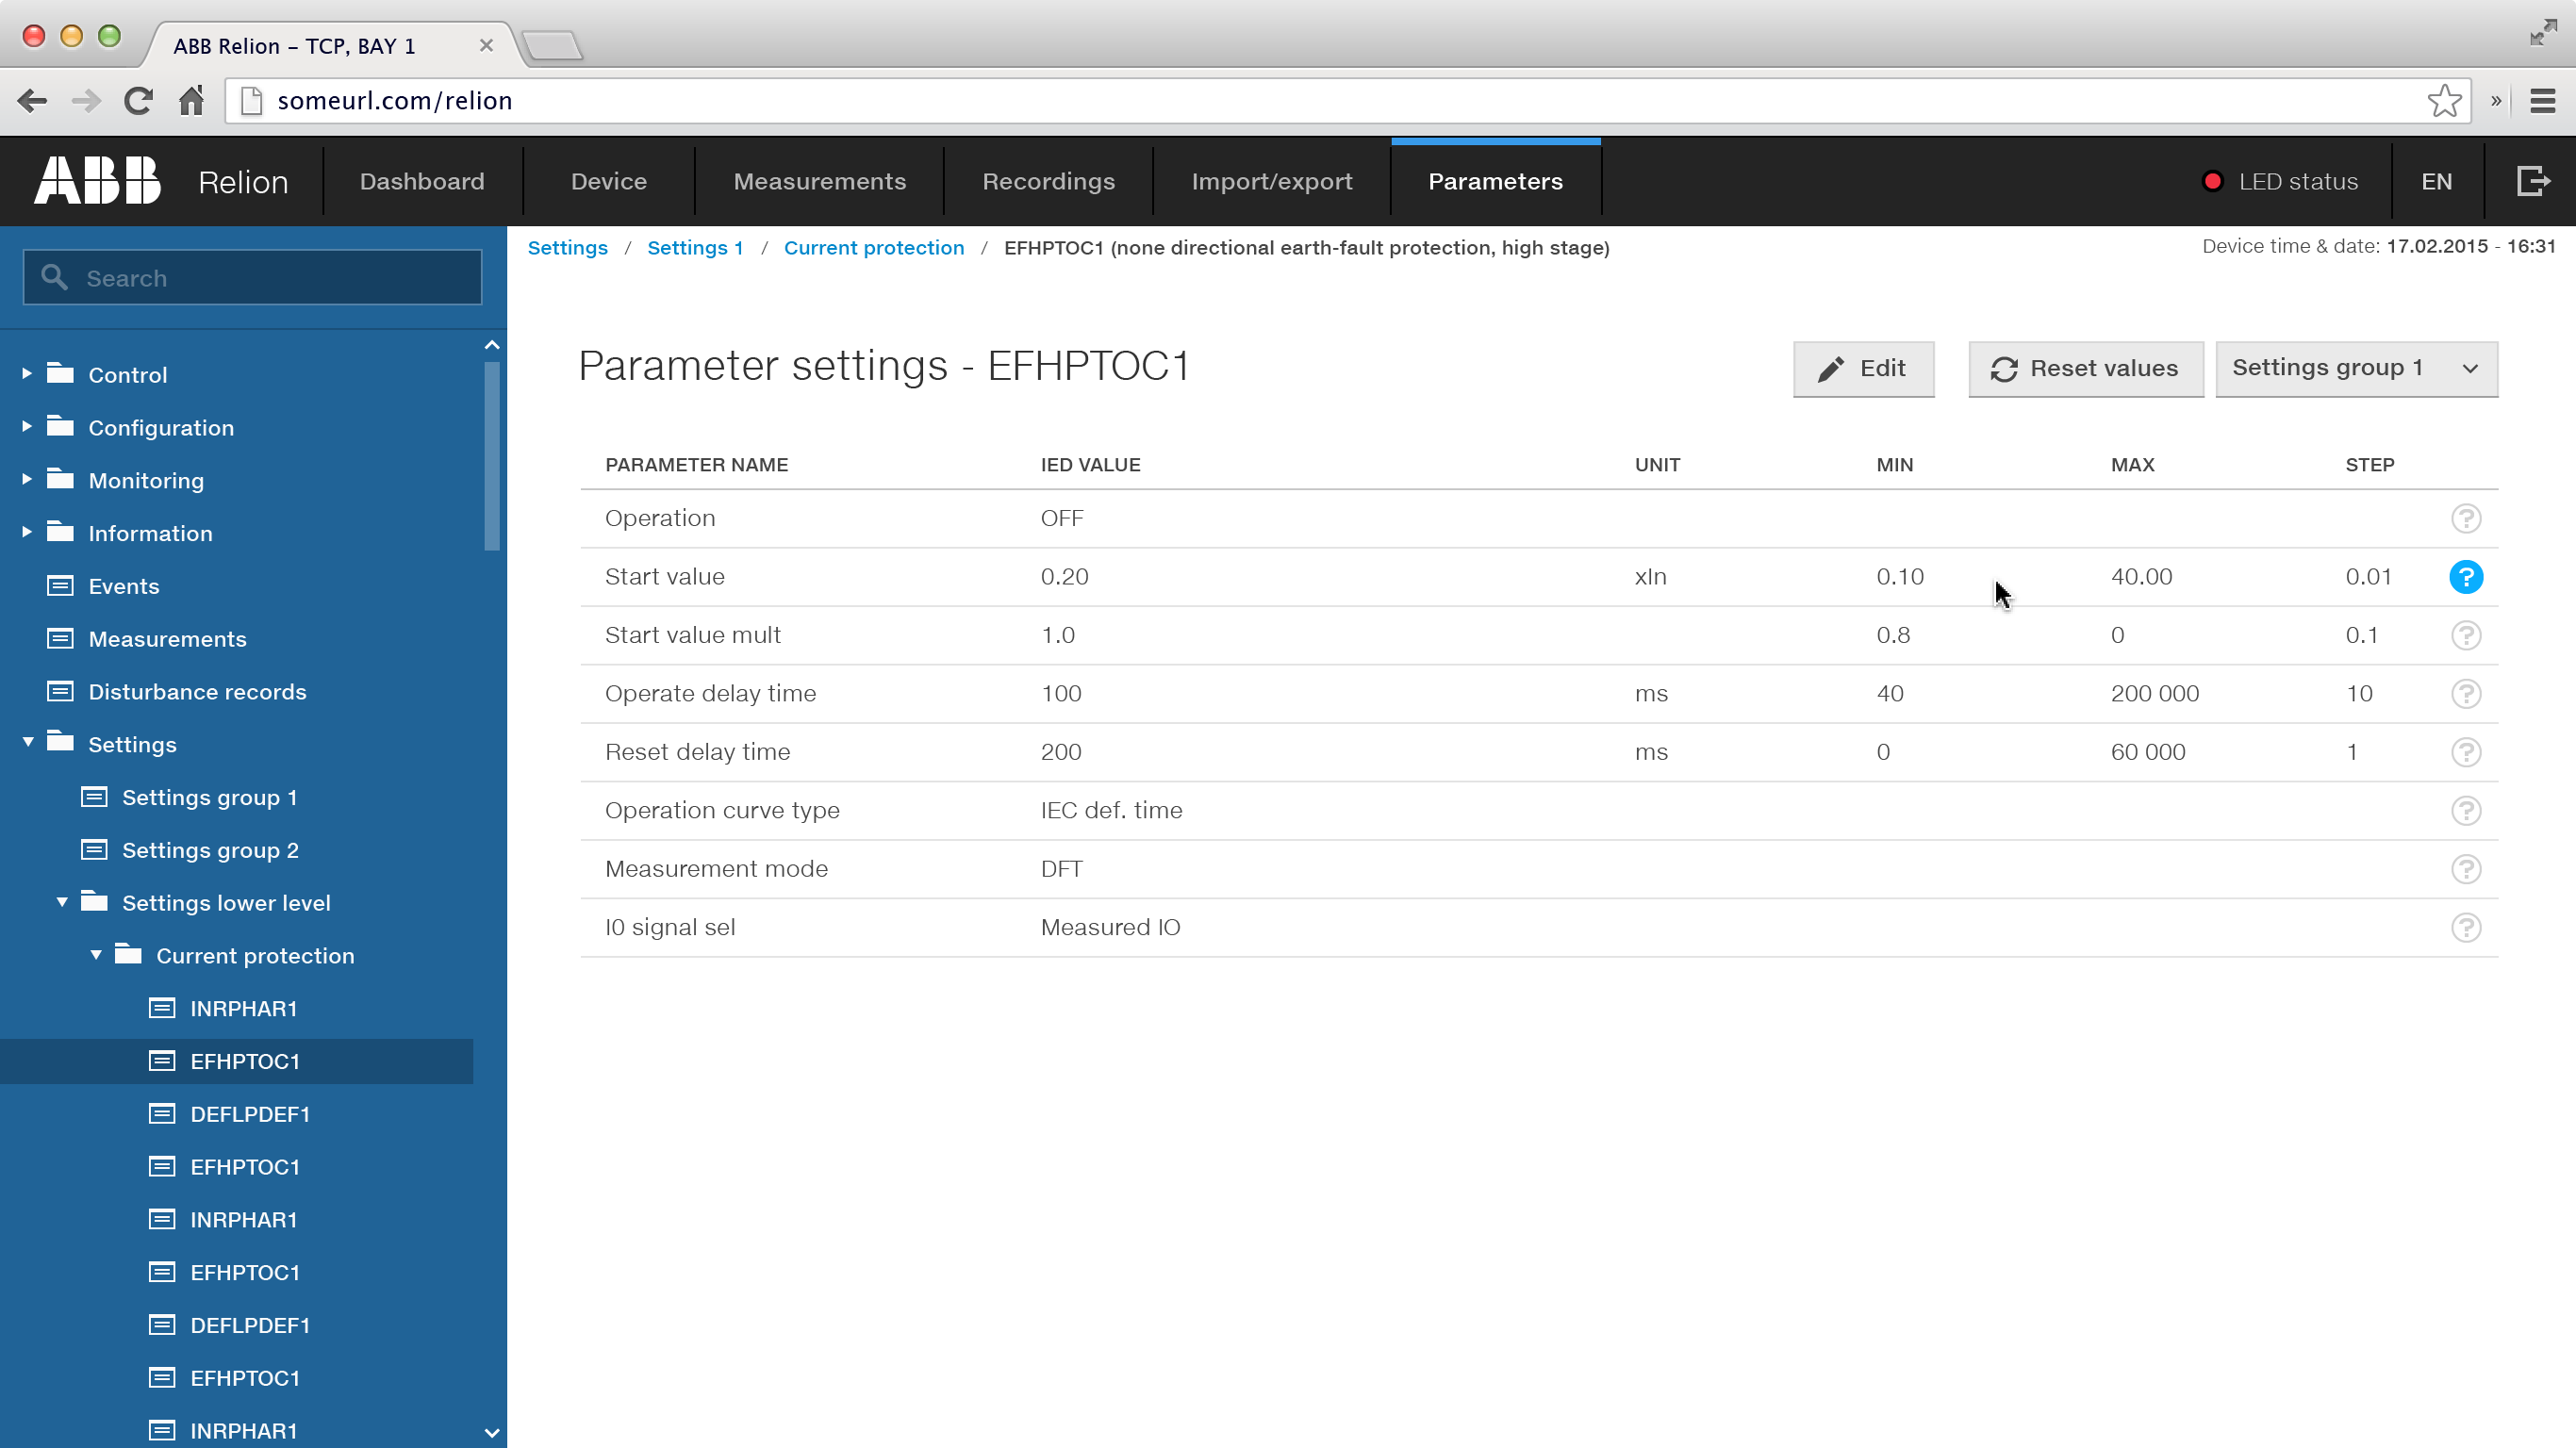 ABB Relion – TCP, BAY 1
someurl.com/relion
»
ABB Relion Dashboard Device Measurements Recordings Import/export Parameters LED status EN
Search
Settings / Settings 1 / Current protection / EFHPTOC1 (none directional earth-fault protection, high stage)
Device time & date: 17.02.2015 - 16:31
Control
Configuration
Monitoring
Information
Events
Measurements
Disturbance records
Settings
Settings group 1
Settings group 2
Settings lower level
Current protection
INRPHAR1
EFHPTOC1
DEFLPDEF1
EFHPTOC1
INRPHAR1
EFHPTOC1
DEFLPDEF1
EFHPTOC1
INRPHAR1
Parameter settings - EFHPTOC1
Edit Reset values Settings group 1
PARAMETER NAME IED VALUE UNIT MIN MAX STEP
Operation OFF ?
Start value 0.20 xIn 0.10 40.00 0.01 ?
Start value mult 1.0 0.8 0 0.1 ?
Operate delay time 100 ms 40 200 000 10 ?
Reset delay time 200 ms 0 60 000 1 ?
Operation curve type IEC def. time ?
Measurement mode DFT ?
I0 signal sel Measured IO ?